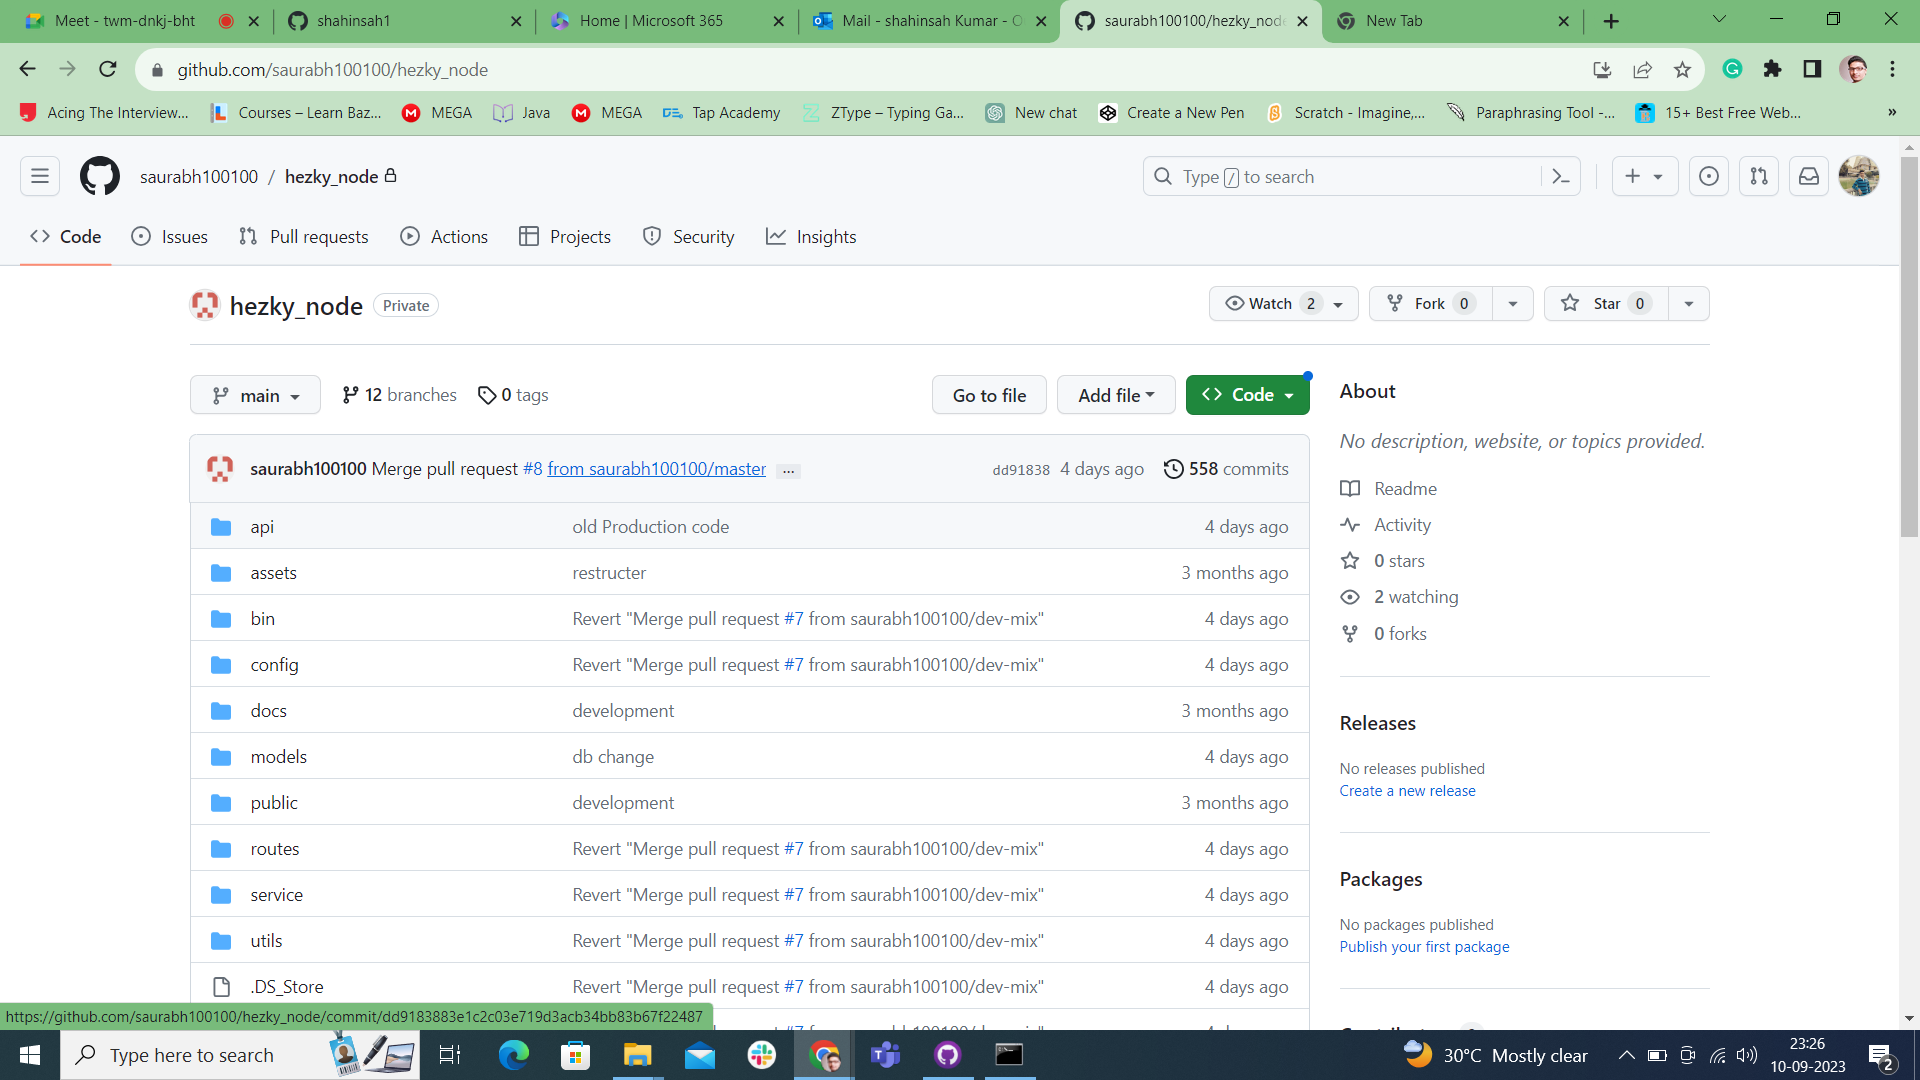 Meet - twm-dnkj-bht
shahinsah1
Home | Microsoft 365
Mail - shahinsah Kumar - O
saurabh100100/hezky_node
New Tab
github.com/saurabh100100/hezky_node
Acing The Interview...
Courses – Learn Baz...
MEGA
Java
MEGA
Tap Academy
ZType – Typing Ga...
New chat
Create a New Pen
Scratch - Imagine,...
Paraphrasing Tool -...
15+ Best Free Web...
»
saurabh100100 / hezky_node
Type / to search
Code
Issues
Pull requests
Actions
Projects
Security
Insights
hezky_node Private
Watch 2
Fork 0
Star 0
main
12 branches
0 tags
Go to file
Add file
Code
saurabh100100 Merge pull request #8 from saurabh100100/master ...
dd91838 4 days ago
558 commits
api old Production code 4 days ago
assets restructer 3 months ago
bin Revert "Merge pull request #7 from saurabh100100/dev-mix" 4 days ago
config Revert "Merge pull request #7 from saurabh100100/dev-mix" 4 days ago
docs development 3 months ago
models db change 4 days ago
public development 3 months ago
routes Revert "Merge pull request #7 from saurabh100100/dev-mix" 4 days ago
service Revert "Merge pull request #7 from saurabh100100/dev-mix" 4 days ago
utils Revert "Merge pull request #7 from saurabh100100/dev-mix" 4 days ago
.DS_Store Revert "Merge pull request #7 from saurabh100100/dev-mix" 4 days ago
About
No description, website, or topics provided.
Readme
Activity
0 stars
2 watching
0 forks
Releases
No releases published
Create a new release
Packages
No packages published
Publish your first package
https://github.com/saurabh100100/hezky_node/commit/dd9183883e1c2c03e719d3acb34bb83b67f22487
Type here to search
30°C Mostly clear
23:26
10-09-2023
2